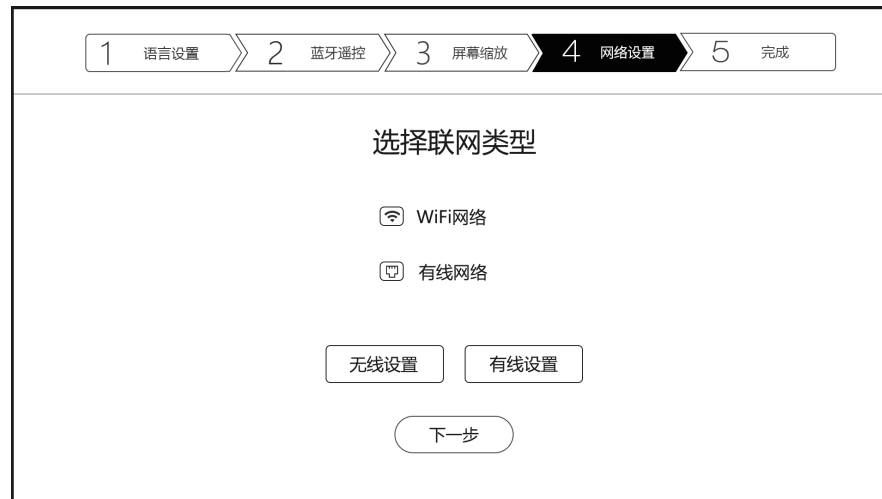 1 语言设置 2 蓝牙遥控 3 屏幕缩放 4 网络设置 5 完成
选择联网类型
WiFi网络
有线网络
无线设置 有线设置
下一步